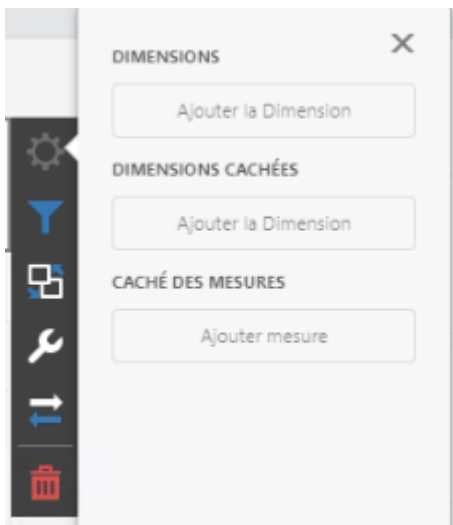 DIMENSIONS
Ajouter la Dimension
DIMENSIONS CACHÉES
Ajouter la Dimension
CACHÉ DES MESURES
Ajouter mesure